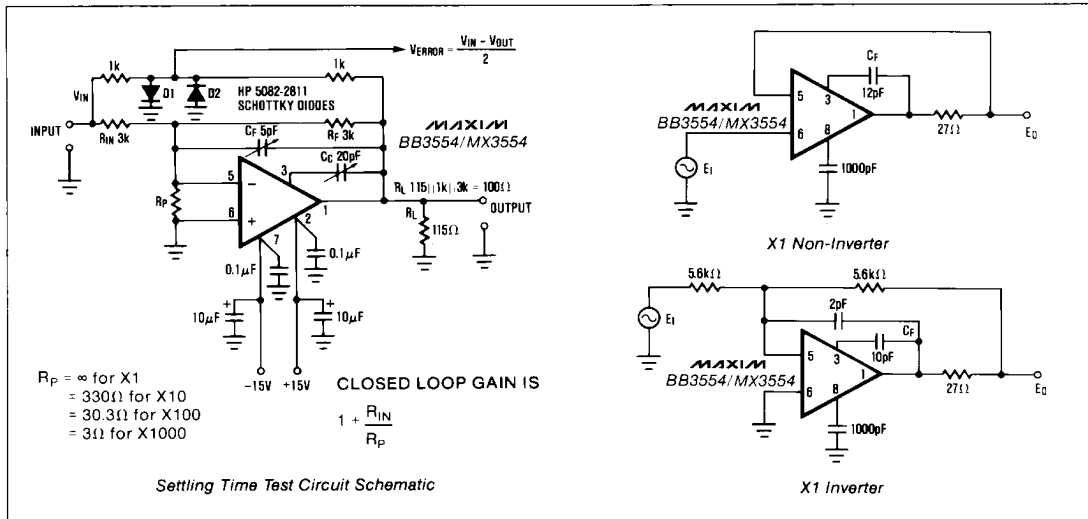 VERROR = VIN − VOUT
2
1k
1k
VIN
D1
D2
HP 5082-2811
SCHOTTKY DIODES
INPUT
RIN 3k
RF 3k
CF 5pF
MAXIM
BB3554/MX3554
CC 20pF
3
RP
5
−
6
+
1
2
7
RL 115||1k||3k = 100Ω
OUTPUT
RL
115Ω
0.1µF
0.1µF
+
10µF
+
10µF
−15V
+15V
RP = ∞ for X1
= 330Ω for X10
= 30.3Ω for X100
= 3Ω for X1000
CLOSED LOOP GAIN IS
1 + RIN
RP
Settling Time Test Circuit Schematic
CF
12pF
5
3
1
MAXIM
BB3554/MX3554
6
8
27Ω
EO
EI
1000pF
X1 Non-Inverter
5.6kΩ
5.6kΩ
2pF
EI
CF
10pF
5
3
1
MAXIM
BB3554/MX3554
6
8
27Ω
EO
1000pF
X1 Inverter